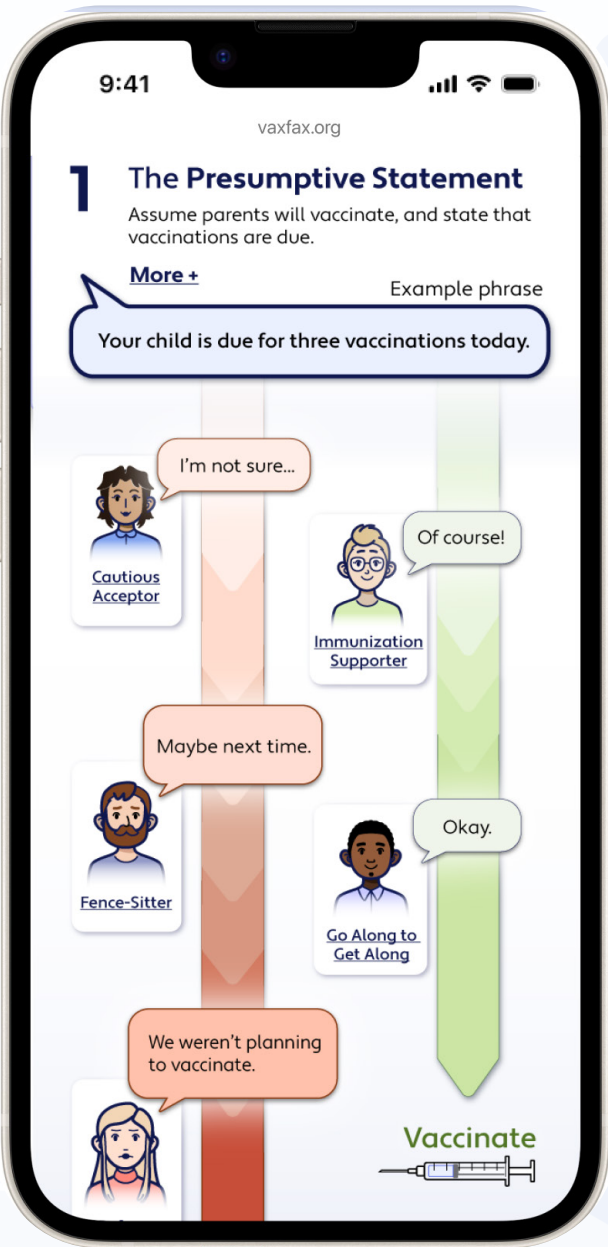 9:41
vaxfax.org
1
The Presumptive Statement
Assume parents will vaccinate, and state that
vaccinations are due.
More +
Example phrase
Your child is due for three vaccinations today.
I'm not sure...
Cautious
Acceptor
Of course!
Immunization
Supporter
Maybe next time.
Fence-Sitter
Okay.
Go Along to
Get Along
We weren't planning
to vaccinate.
Vaccinate